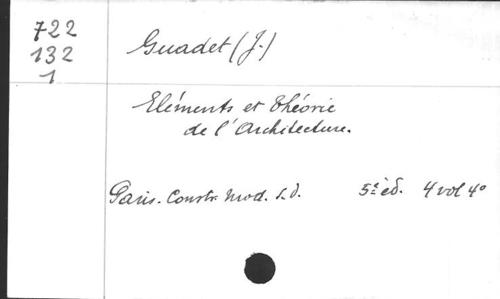 722
132
1
Guadet (J.)
Eléments et Théorie
de l'Architecture.
Paris. Constr. mod. s.d. 5e éd. 4 vol 4°